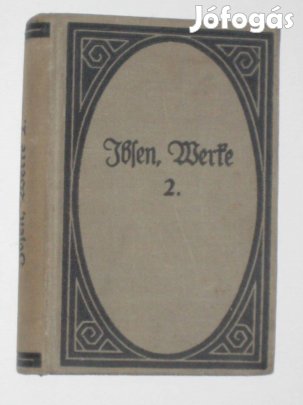 Jófogás
Ibsen, Werke
2.
Ibsen, Werke 2.